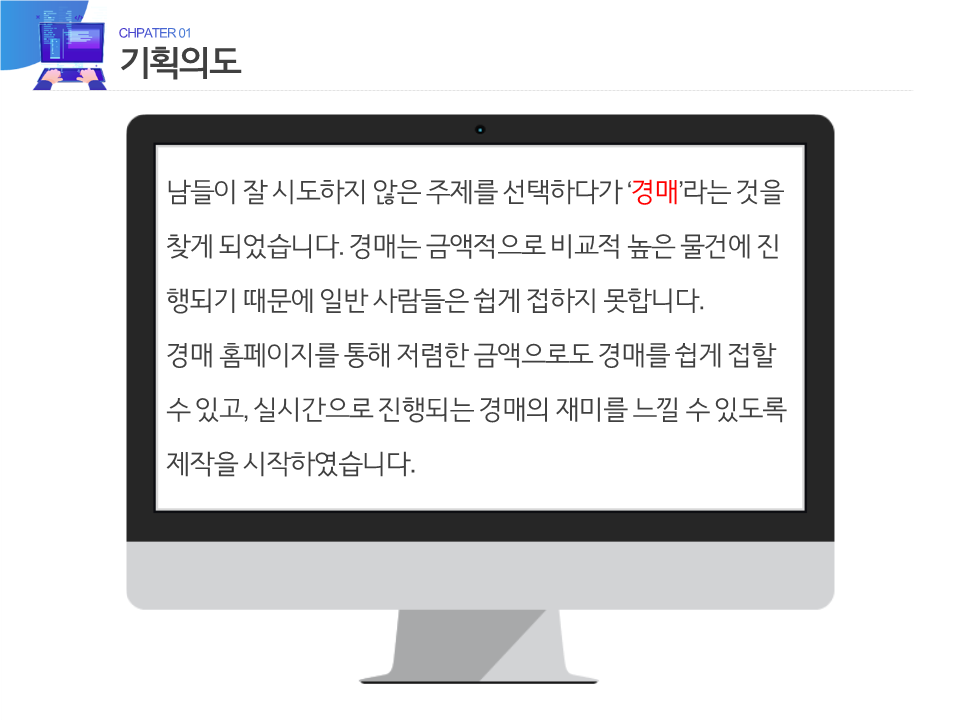 CHPATER 01
기획의도
남들이 잘 시도하지 않은 주제를 선택하다가 ‘경매’라는 것을
찾게 되었습니다. 경매는 금액적으로 비교적 높은 물건에 진
행되기 때문에 일반 사람들은 쉽게 접하지 못합니다.
경매 홈페이지를 통해 저렴한 금액으로도 경매를 쉽게 접할
수 있고, 실시간으로 진행되는 경매의 재미를 느낄 수 있도록
제작을 시작하였습니다.